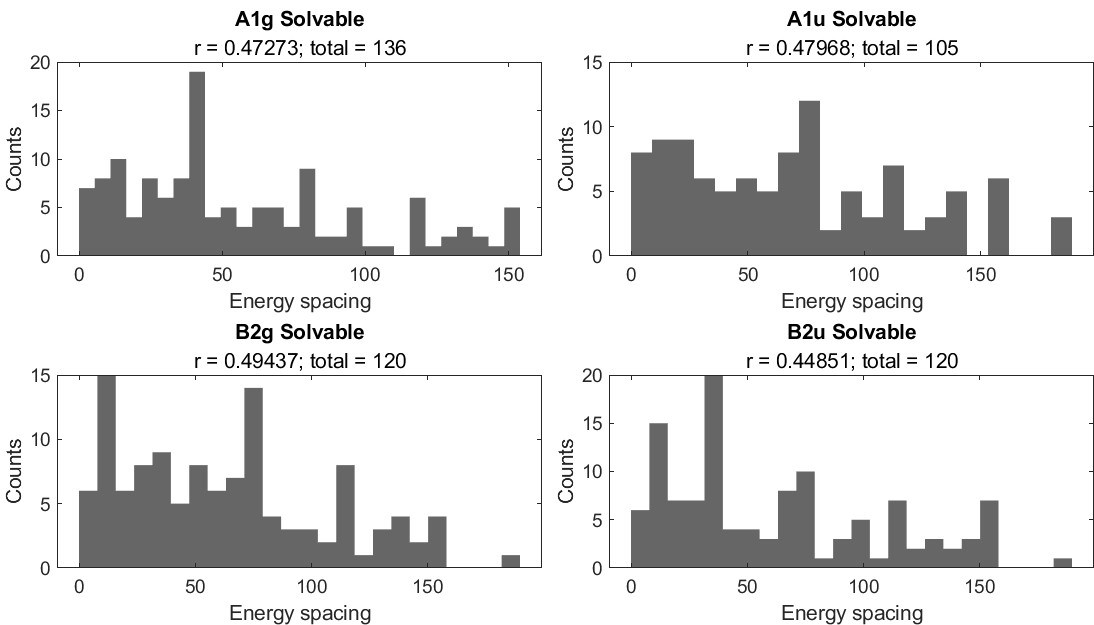 A1g Solvable
r = 0.47273; total = 136
20
15
10
5
0
Counts
0 50 100 150
Energy spacing
A1u Solvable
r = 0.47968; total = 105
15
10
5
0
Counts
0 50 100 150
Energy spacing
B2g Solvable
r = 0.49437; total = 120
15
10
5
0
Counts
0 50 100 150
Energy spacing
B2u Solvable
r = 0.44851; total = 120
20
15
10
5
0
Counts
0 50 100 150
Energy spacing